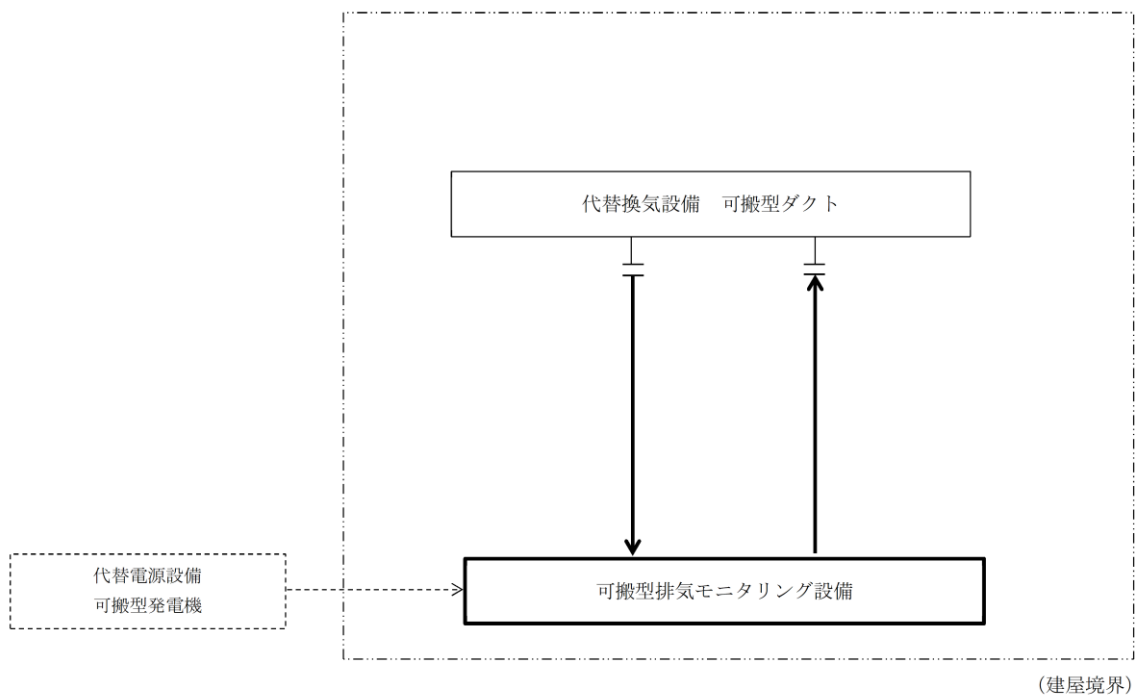 代替換気設備　可搬型ダクト
代替電源設備
可搬型発電機
可搬型排気モニタリング設備
(建屋境界)